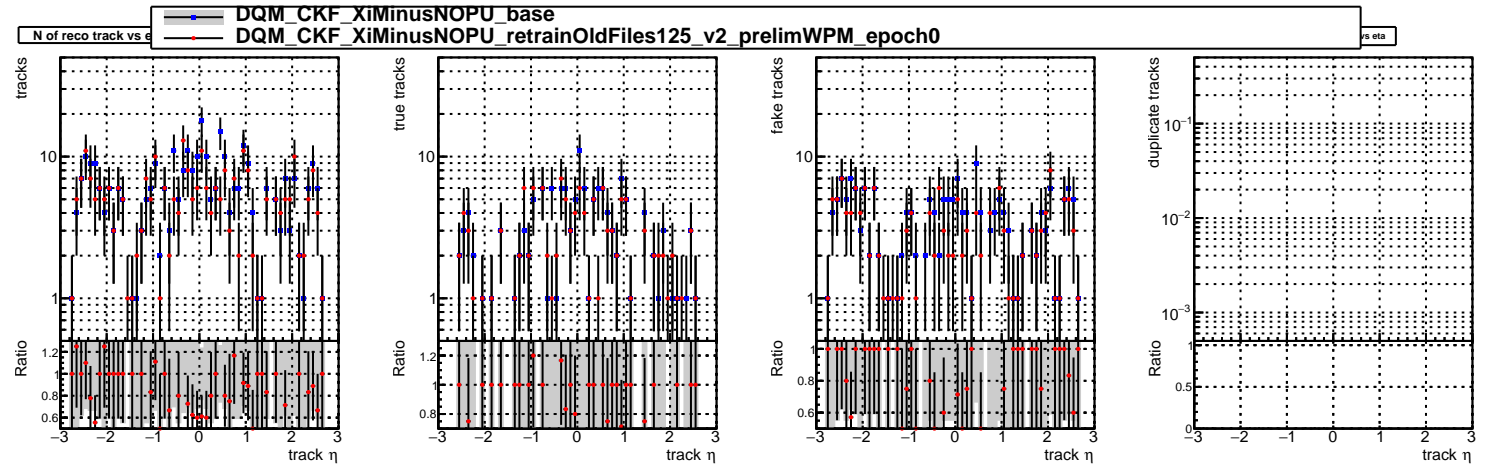 DQM_CKF_XiMinusNOPU_base
DQM_CKF_XiMinusNOPU_retrainOldFiles125_v2_prelimWPM_epoch0
N of reco track vs e
vs eta
tracks
10
1
Ratio
1.2
1
0.8
0.6
−3 −2 −1 0 1 2 3
track η
true tracks
10
1
Ratio
1.2
1
0.8
−3 −2 −1 0 1 2 3
track η
fake tracks
10
1
Ratio
1
0.8
0.6
−3 −2 −1 0 1 2 3
track η
duplicate tracks
10−1
10−2
10−3
Ratio
1
0.5
0
−3 −2 −1 0 1 2 3
track η